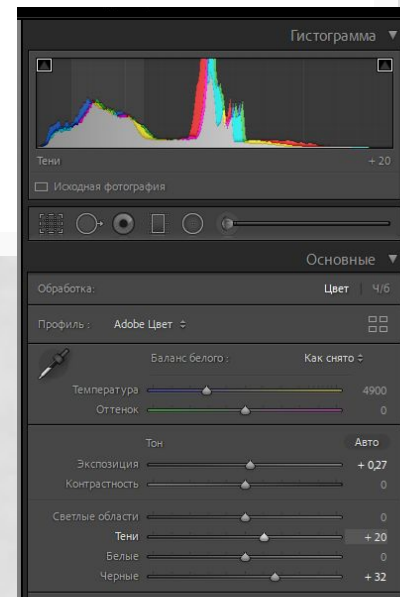 Гистограмма
Тени + 20
Исходная фотография
Основные
Обработка: Цвет Ч/б
Профиль : Adobe Цвет
Баланс белого : Как снято
Температура 4900
Оттенок 0
Тон Авто
Экспозиция + 0,27
Контрастность 0
Светлые области 0
Тени + 20
Белые 0
Черные + 32